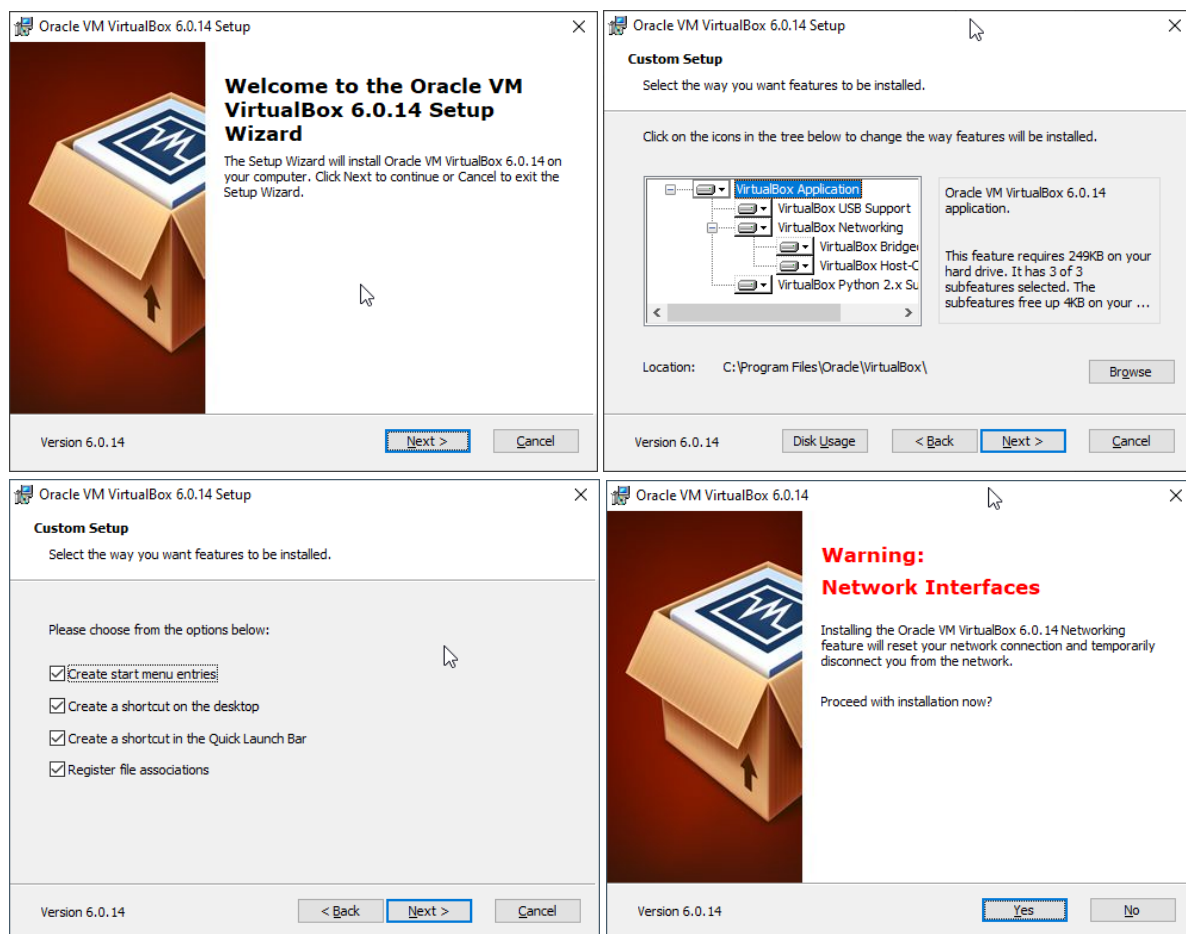 Oracle VM VirtualBox 6.0.14 Setup
Welcome to the Oracle VM
VirtualBox 6.0.14 Setup
Wizard
The Setup Wizard will install Oracle VM VirtualBox 6.0.14 on
your computer. Click Next to continue or Cancel to exit the
Setup Wizard.
Version 6.0.14
Next >
Cancel
Oracle VM VirtualBox 6.0.14 Setup
Custom Setup
Select the way you want features to be installed.
Click on the icons in the tree below to change the way features will be installed.
VirtualBox Application
VirtualBox USB Support
VirtualBox Networking
VirtualBox Bridge
VirtualBox Host-C
VirtualBox Python 2.x Su
Oracle VM VirtualBox 6.0.14
application.
This feature requires 249KB on your
hard drive. It has 3 of 3
subfeatures selected. The
subfeatures free up 4KB on your ...
Location: C:\Program Files\Oracle\VirtualBox\
Browse
Version 6.0.14
Disk Usage
< Back
Next >
Cancel
Oracle VM VirtualBox 6.0.14 Setup
Custom Setup
Select the way you want features to be installed.
Please choose from the options below:
Create start menu entries
Create a shortcut on the desktop
Create a shortcut in the Quick Launch Bar
Register file associations
Version 6.0.14
< Back
Next >
Cancel
Oracle VM VirtualBox 6.0.14
Warning:
Network Interfaces
Installing the Oracle VM VirtualBox 6.0.14 Networking
feature will reset your network connection and temporarily
disconnect you from the network.
Proceed with installation now?
Version 6.0.14
Yes
No